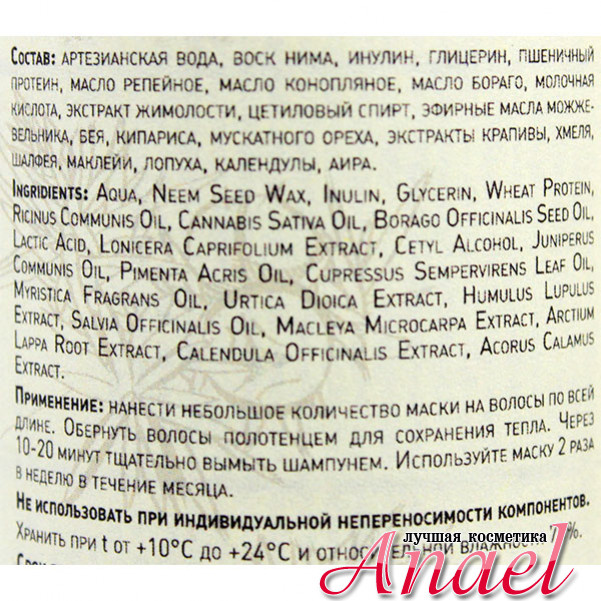 Состав: артезианская вода, воск нима, инулин, глицерин, пшеничный
протеин, масло репейное, масло конопляное, масло бораго, молочная
кислота, экстракт жимолости, цетиловый спирт, эфирные масла можже-
вельника, бея, кипариса, мускатного ореха, экстракты крапивы, хмеля,
шалфея, маклейи, лопуха, календулы, аира.
Ingridients: Aqua, Neem Seed Wax, Inulin, Glycerin, Wheat Protein,
Ricinus Communis Oil, Cannabis Sativa Oil, Borago Officinalis Seed Oil,
Lactic Acid, Lonicera Caprifolium Extract, Cetyl Alcohol, Juniperus
Communis Oil, Pimenta Acris Oil, Cupressus Sempervirens Leaf Oil,
Myristica Fragrans Oil, Urtica Dioica Extract, Humulus Lupulus
Extract, Salvia Officinalis Oil, Macleya Microcarpa Extract, Arctium
Lappa Root Extract, Calendula Officinalis Extract, Acorus Calamus
Extract.
Применение: нанести небольшое количество маски на волосы по всей
длине. Обернуть волосы полотенцем для сохранения тепла. Через
10-20 минут тщательно вымыть шампунем. Используйте маску 2 раза
в неделю в течение месяца.
Не использовать при индивидуальной непереносимости компонентов.
Хранить при t от +10°C до +24°C и относительной влажности %.
лучшая косметика
Anael